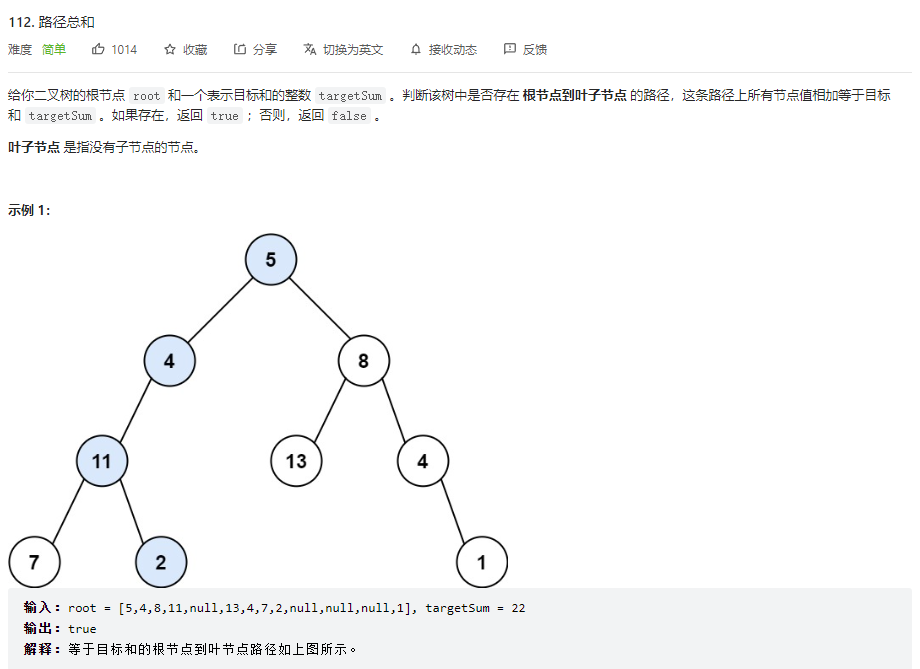 112. 路径总和
难度 简单 1014 收藏 分享 切换为英文 接收动态 反馈
给你二叉树的根节点 root 和一个表示目标和的整数 targetSum 。判断该树中是否存在 根节点到叶子节点 的路径，这条路径上所有节点值相加等于目标
和 targetSum 。如果存在，返回 true ；否则，返回 false 。
叶子节点 是指没有子节点的节点。
示例 1：
5
4 8
11 13 4
7 2 1
输入：root = [5,4,8,11,null,13,4,7,2,null,null,null,1], targetSum = 22
输出：true
解释：等于目标和的根节点到叶节点路径如上图所示。